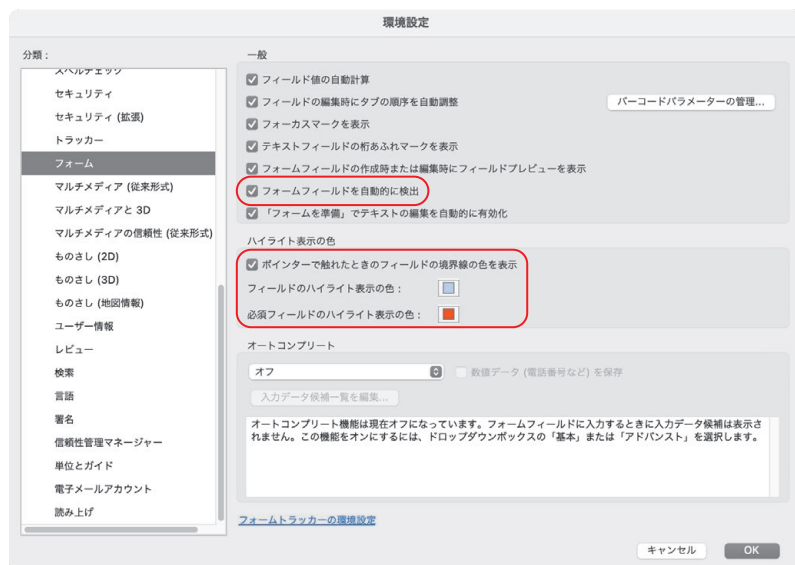 環境設定
分類：
スペルチェック
セキュリティ
セキュリティ (拡張)
トラッカー
フォーム
マルチメディア (従来形式)
マルチメディアと 3D
マルチメディアの信頼性 (従来形式)
ものさし (2D)
ものさし (3D)
ものさし (地図情報)
ユーザー情報
レビュー
検索
言語
署名
信頼性管理マネージャー
単位とガイド
電子メールアカウント
読み上げ
一般
フィールド値の自動計算
フィールドの編集時にタブの順序を自動調整
バーコードパラメーターの管理...
フォーカスマークを表示
テキストフィールドの桁あふれマークを表示
フォームフィールドの作成時または編集時にフィールドプレビューを表示
フォームフィールドを自動的に検出
「フォームを準備」でテキストの編集を自動的に有効化
ハイライト表示の色
ポインターで触れたときのフィールドの境界線の色を表示
フィールドのハイライト表示の色：
必須フィールドのハイライト表示の色：
オートコンプリート
オフ
数値データ (電話番号など) を保存
入力データ候補一覧を編集...
オートコンプリート機能は現在オフになっています。フォームフィールドに入力するときに入力データ候補は表示さ
れません。この機能をオンにするには、ドロップダウンボックスの「基本」または「アドバンスト」を選択します。
フォームトラッカーの環境設定
キャンセル
OK